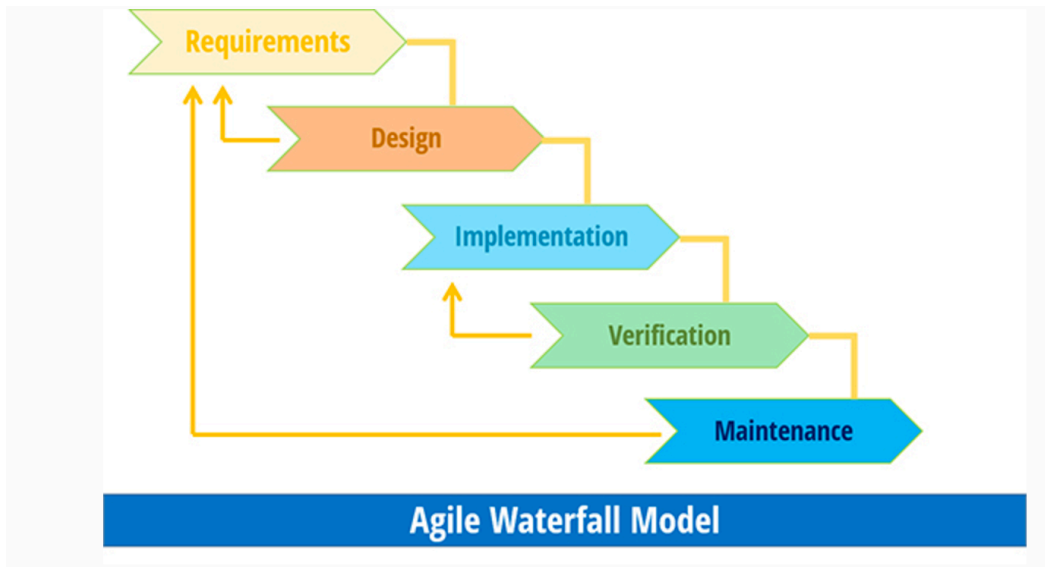 Requirements
Design
Implementation
Verification
Maintenance
Agile Waterfall Model